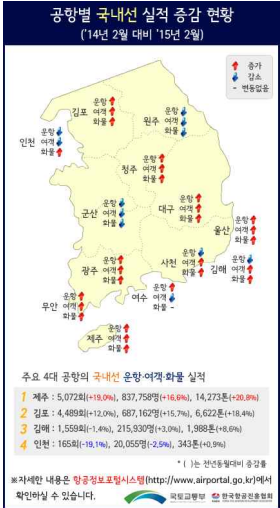 공항별 국내선 실적 증감 현황
('14년 2월 대비 '15년 2월)
증가
감소
- 변동없음
김포
운항
여객
화물
원주
운항
여객
화물
인천
운항
여객
화물
청주
운항
여객
화물
군산
운항
여객
화물
대구
운항
여객
화물
울산
운항
여객
화물
광주
운항
여객
화물
사천
운항
여객
화물
김해
운항
여객
화물
무안
운항
여객
화물
여수
운항
여객
화물 -
제주
운항
여객
화물
주요 4대 공항의 국내선 운항·여객·화물 실적
1 제주 : 5,072회(+19,0%), 837,758명(+16,6%), 14,273톤(+20,8%)
2 김포 : 4,489회(+12,0%), 687,162명(+15,7%), 6,622톤(+18,4%)
3 김해 : 1,559회(-1,4%), 215,930명(+3,0%), 1,988톤(+8,6%)
4 인천 : 165회(-19,1%), 20,055명(-2,5%), 343톤(+0,9%)
* ( )는 전년동월대비 증감률
※자세한 내용은 항공정보포털시스템(http://www.airportal.go.kr)에서
확인하실 수 있습니다.
국토교통부
한국항공진흥협회